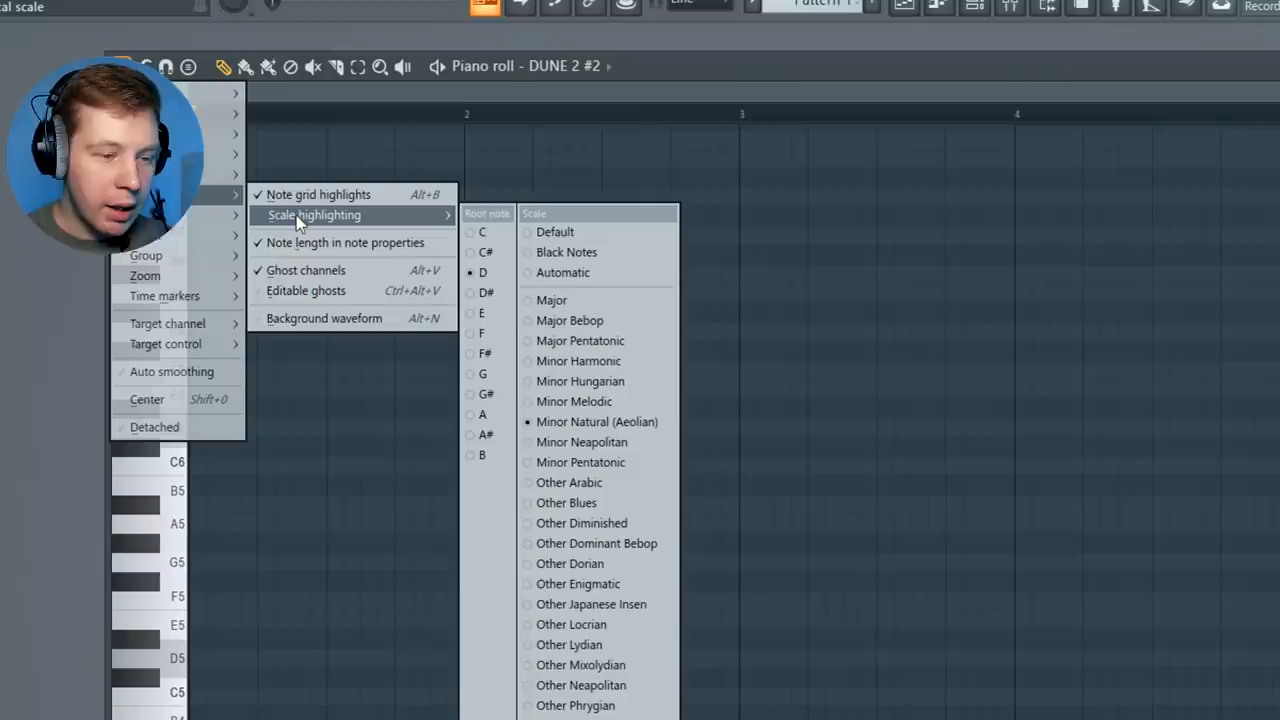 cal scale
Line
Pattern 1
Record
Piano roll - DUNE 2 #2
2
3
4
Note grid highlights Alt+B
Scale highlighting
Note length in note properties
Ghost channels Alt+V
Editable ghosts Ctrl+Alt+V
Background waveform Alt+N
Group
Zoom
Time markers
Target channel
Target control
Auto smoothing
Center Shift+0
Detached
Root note
C
C#
D
D#
E
F
F#
G
G#
A
A#
B
Scale
Default
Black Notes
Automatic
Major
Major Bebop
Major Pentatonic
Minor Harmonic
Minor Hungarian
Minor Melodic
Minor Natural (Aeolian)
Minor Neapolitan
Minor Pentatonic
Other Arabic
Other Blues
Other Diminished
Other Dominant Bebop
Other Dorian
Other Enigmatic
Other Japanese Insen
Other Locrian
Other Lydian
Other Mixolydian
Other Neapolitan
Other Phrygian
C6
B5
A5
G5
F5
E5
D5
C5
B4